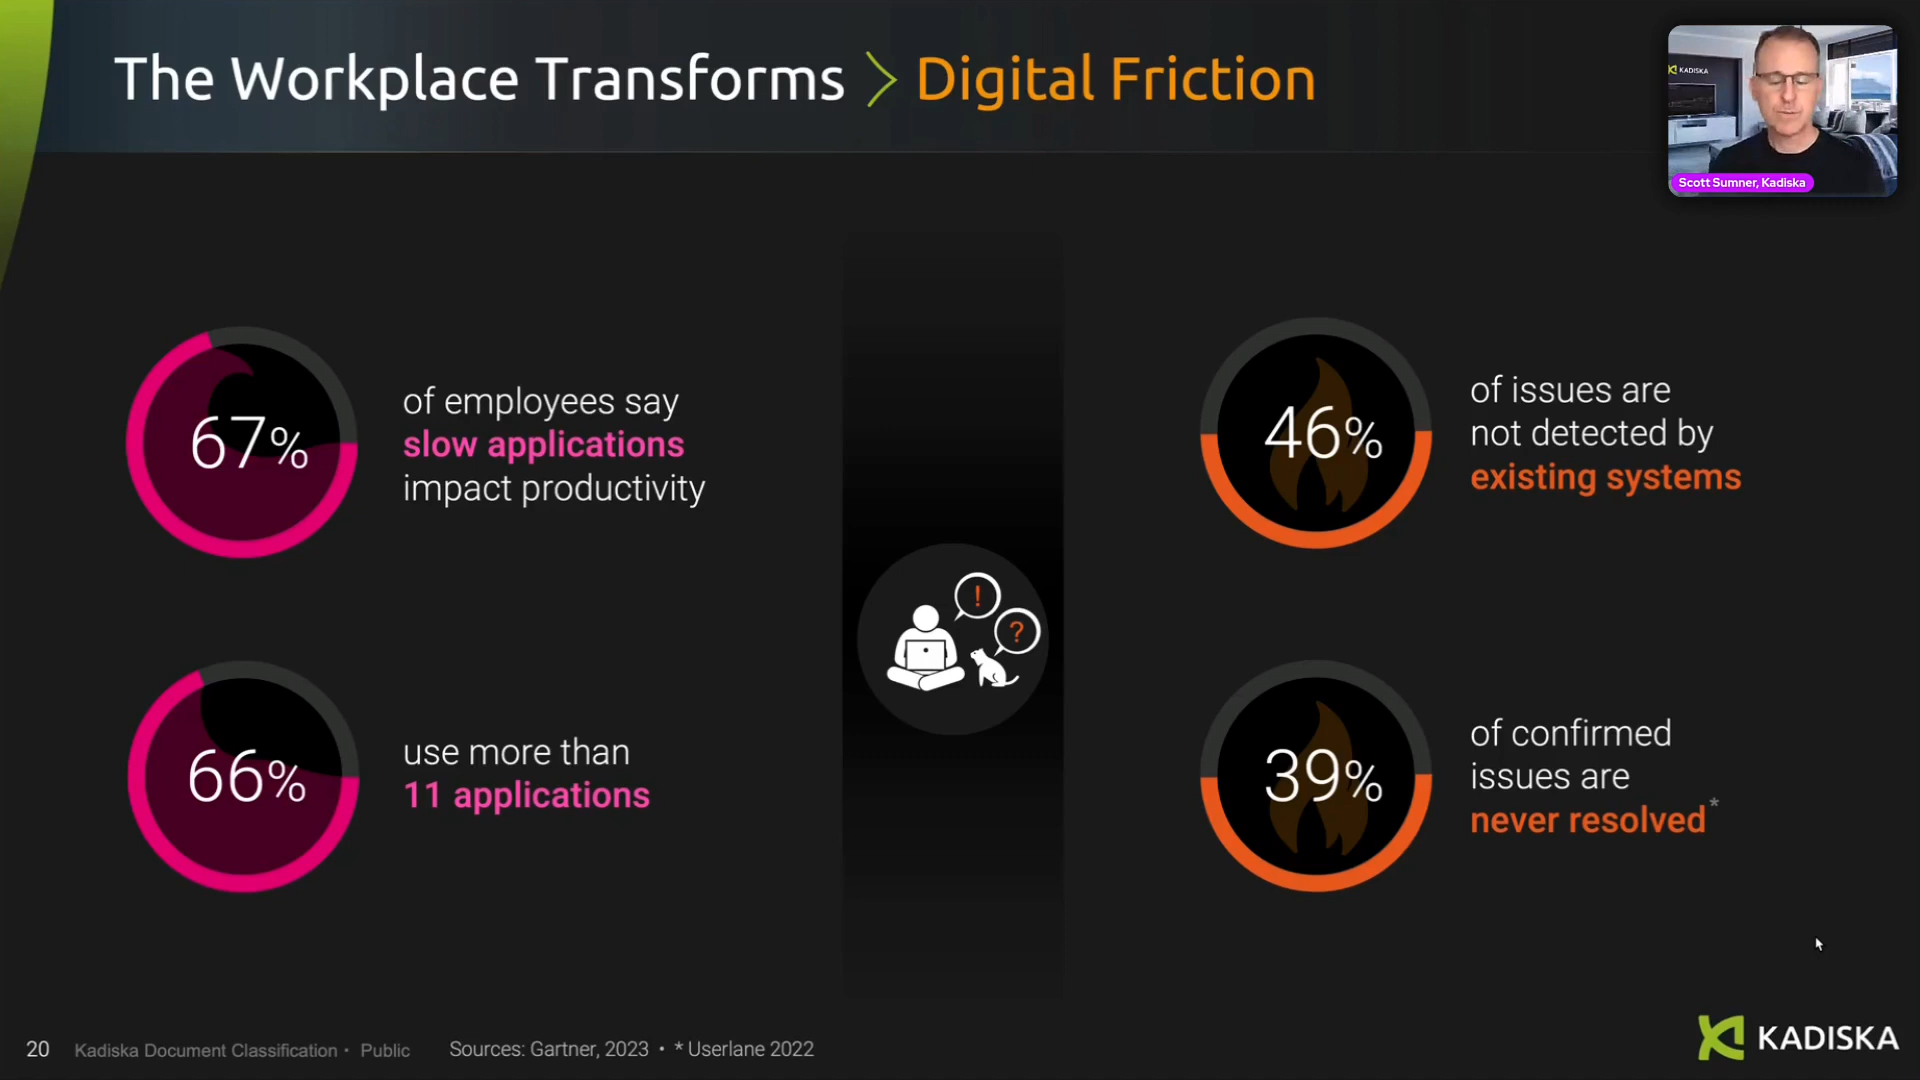 The Workplace Transforms > Digital Friction
KADISKA
Scott Sumner, Kadiska
67%
of employees say
slow applications
impact productivity
46%
of issues are
not detected by
existing systems
!
?
66%
use more than
11 applications
39%
of confirmed
issues are
never resolved*
20 Kadiska Document Classification • Public Sources: Gartner, 2023 • * Userlane 2022
KADISKA